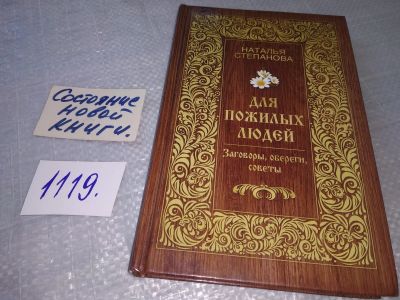 Состояние
новой
книги.
1119.
НАТАЛЬЯ
СТЕПАНОВА
ДЛЯ
ПОЖИЛЫХ
ЛЮДЕЙ
Заговоры, обереги,
советы